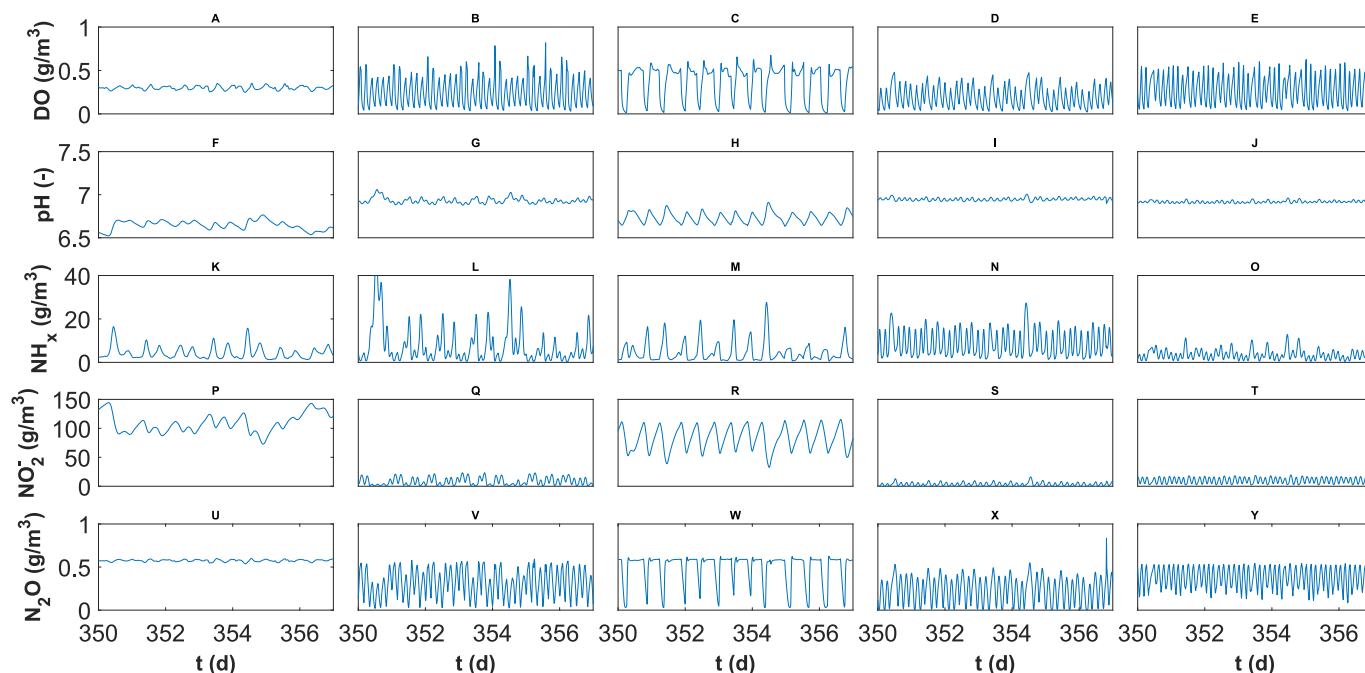 A B C D E
DO (g/m³)
1
0.5
0
F G H I J
pH (-)
7.5
7
6.5
K L M N O
NHₓ (g/m³)
40
20
0
P Q R S T
NO₂⁻ (g/m³)
150
100
50
0
U V W X Y
N₂O (g/m³)
1
0.5
0
350 352 354 356 350 352 354 356 350 352 354 356 350 352 354 356 350 352 354 356
t (d) t (d) t (d) t (d) t (d)